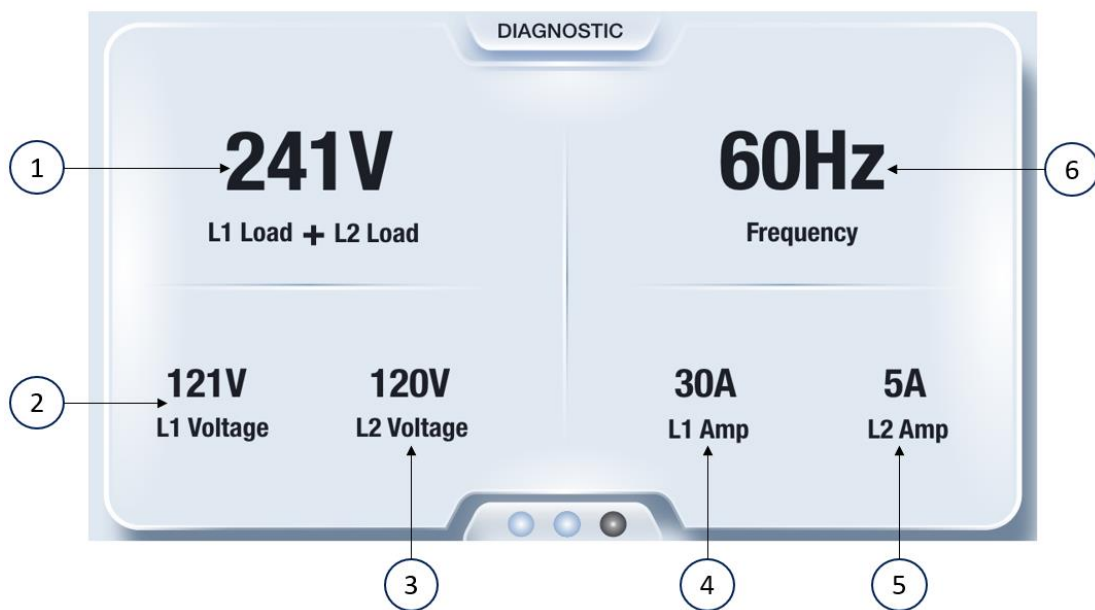 DIAGNOSTIC
1
241V
L1 Load + L2 Load
60Hz
6
Frequency
2
121V
L1 Voltage
120V
L2 Voltage
30A
L1 Amp
5A
L2 Amp
3
4
5